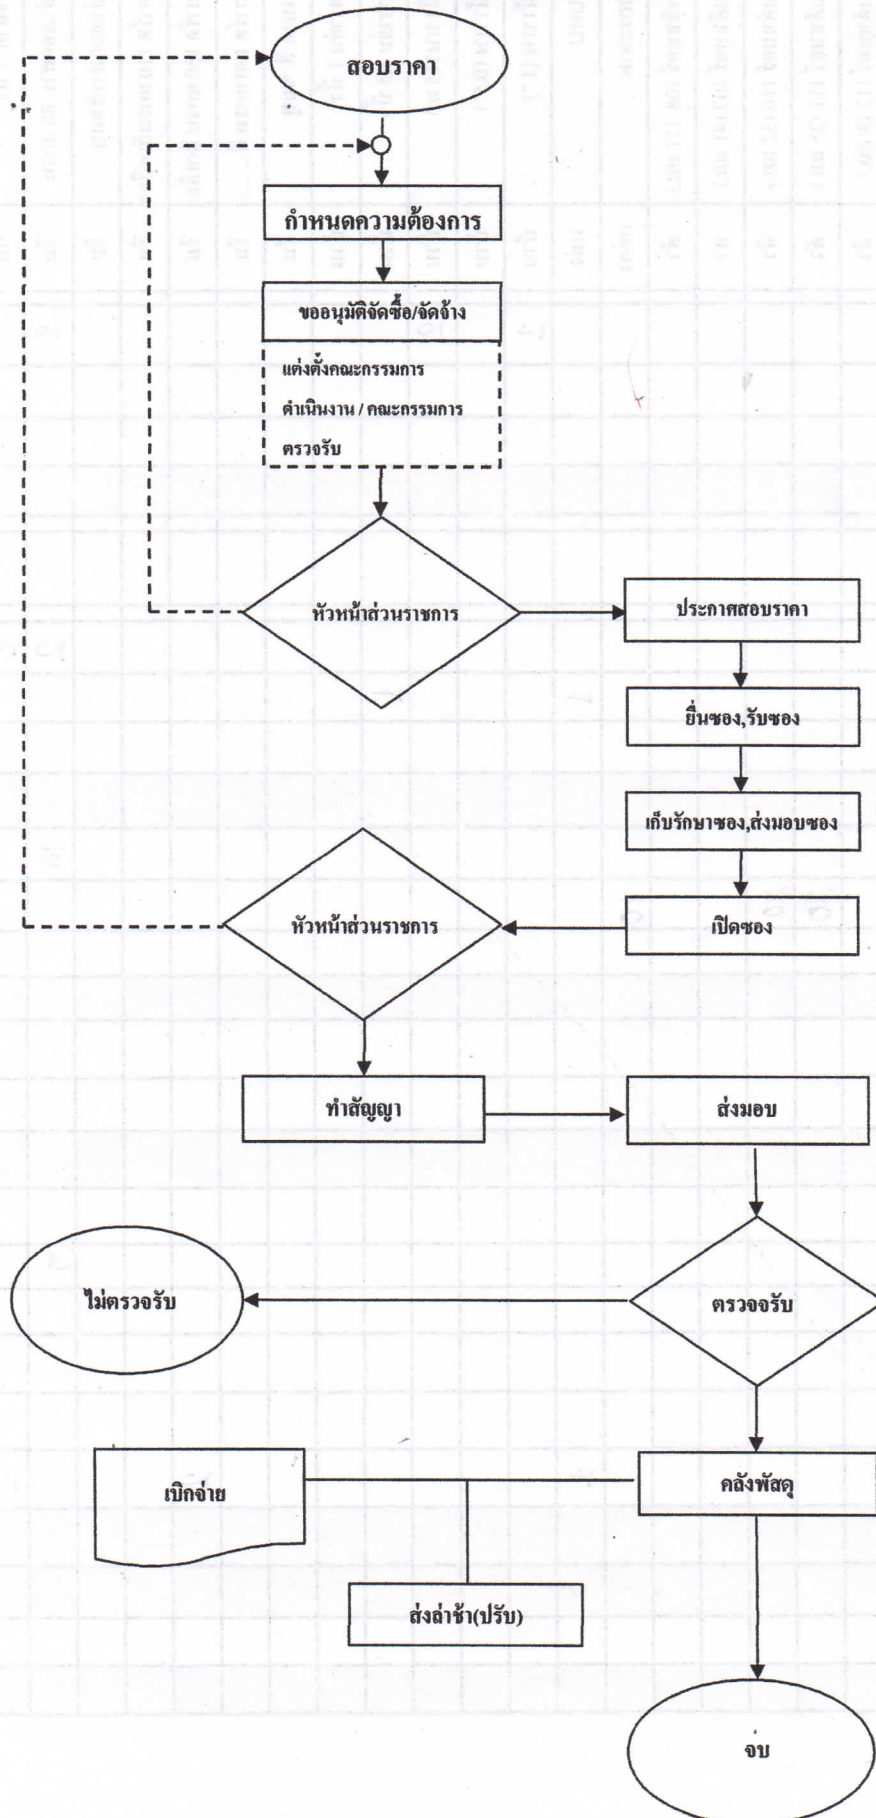 สอบราคา
กำหนดความต้องการ
ขออนุมัติจัดซื้อ/จัดจ้าง
แต่งตั้งคณะกรรมการ
ดำเนินงาน / คณะกรรมการ
ตรวจรับ
หัวหน้าส่วนราชการ
ประกาศสอบราคา
ยื่นซอง,รับซอง
เก็บรักษาซอง,ส่งมอบซอง
เปิดซอง
หัวหน้าส่วนราชการ
ทำสัญญา
ส่งมอบ
ตรวจจรับ
ไม่ตรวจรับ
คลังพัสดุ
เบิกจ่าย
ส่งล่าช้า(ปรับ)
จบ